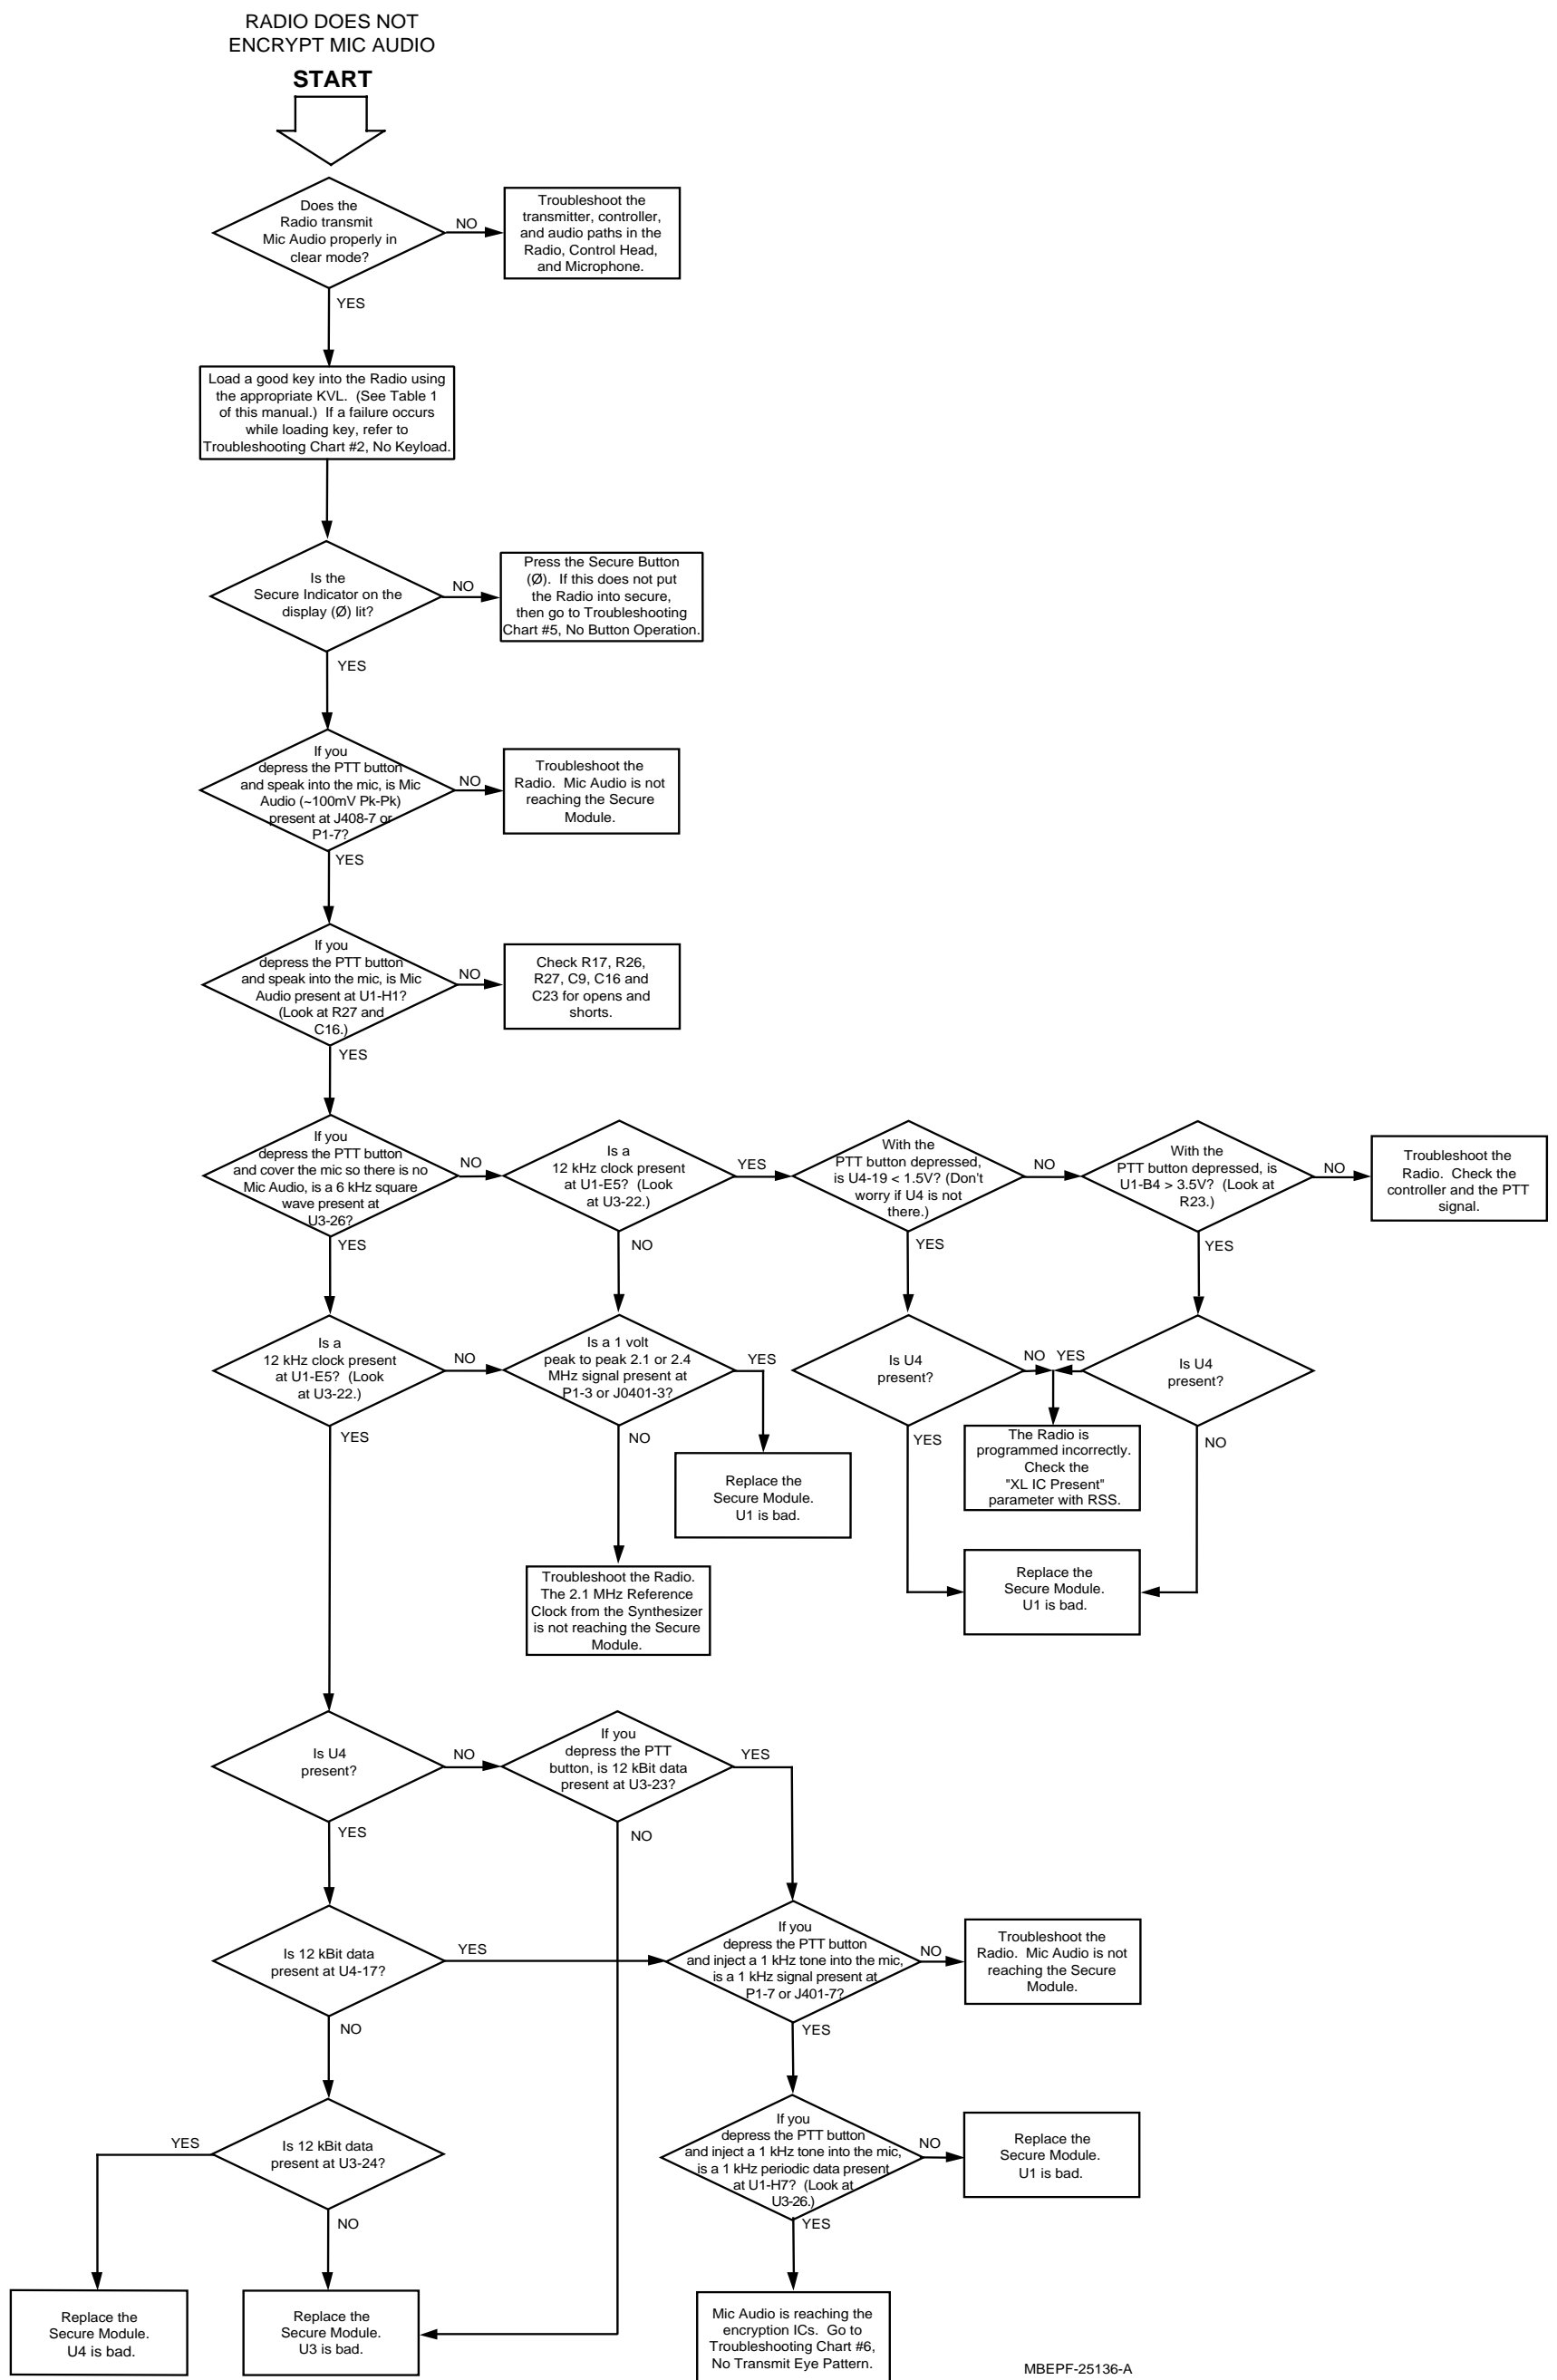 RADIO DOES NOT
ENCRYPT MIC AUDIO
START
Does the
Radio transmit
Mic Audio properly in
clear mode?
NO
Troubleshoot the
transmitter, controller,
and audio paths in the
Radio, Control Head,
and Microphone.
YES
Load a good key into the Radio using
the appropriate KVL. (See Table 1
of this manual.) If a failure occurs
while loading key, refer to
Troubleshooting Chart #2, No Keyload.
Is the
Secure Indicator on the
display (Ø) lit?
NO
Press the Secure Button
(Ø). If this does not put
the Radio into secure,
then go to Troubleshooting
Chart #5, No Button Operation.
YES
If you
depress the PTT button
and speak into the mic, is Mic
Audio (~100mV Pk-Pk)
present at J408-7 or
P1-7?
NO
Troubleshoot the
Radio. Mic Audio is not
reaching the Secure
Module.
YES
If you
depress the PTT button
and speak into the mic, is Mic
Audio present at U1-H1?
(Look at R27 and
C16.)
NO
Check R17, R26,
R27, C9, C16 and
C23 for opens and
shorts.
YES
If you
depress the PTT button
and cover the mic so there is no
Mic Audio, is a 6 kHz square
wave present at
U3-26?
NO
Is a
12 kHz clock present
at U1-E5? (Look
at U3-22.)
YES
With the
PTT button depressed,
is U4-19 < 1.5V? (Don't
worry if U4 is not
there.)
NO
With the
PTT button depressed, is
U1-B4 > 3.5V? (Look at
R23.)
NO
Troubleshoot the
Radio. Check the
controller and the PTT
signal.
YES
NO
YES
YES
Is a
12 kHz clock present
at U1-E5? (Look
at U3-22.)
NO
Is a 1 volt
peak to peak 2.1 or 2.4
MHz signal present at
P1-3 or J0401-3?
YES
Is U4
present?
NO
YES
Is U4
present?
YES
NO
YES
NO
Replace the
Secure Module.
U1 is bad.
The Radio is
programmed incorrectly.
Check the
"XL IC Present"
parameter with RSS.
Troubleshoot the Radio.
The 2.1 MHz Reference
Clock from the Synthesizer
is not reaching the Secure
Module.
Replace the
Secure Module.
U1 is bad.
Is U4
present?
NO
If you
depress the PTT
button, is 12 kBit data
present at U3-23?
YES
YES
NO
Is 12 kBit data
present at U4-17?
YES
If you
depress the PTT button
and inject a 1 kHz tone into the mic,
is a 1 kHz signal present at
P1-7 or J401-7?
NO
Troubleshoot the
Radio. Mic Audio is not
reaching the Secure
Module.
NO
YES
YES
Is 12 kBit data
present at U3-24?
If you
depress the PTT button
and inject a 1 kHz tone into the mic,
is a 1 kHz periodic data present
at U1-H7? (Look at
U3-26.)
NO
Replace the
Secure Module.
U1 is bad.
NO
YES
Replace the
Secure Module.
U4 is bad.
Replace the
Secure Module.
U3 is bad.
Mic Audio is reaching the
encryption ICs. Go to
Troubleshooting Chart #6,
No Transmit Eye Pattern.
MBEPF-25136-A